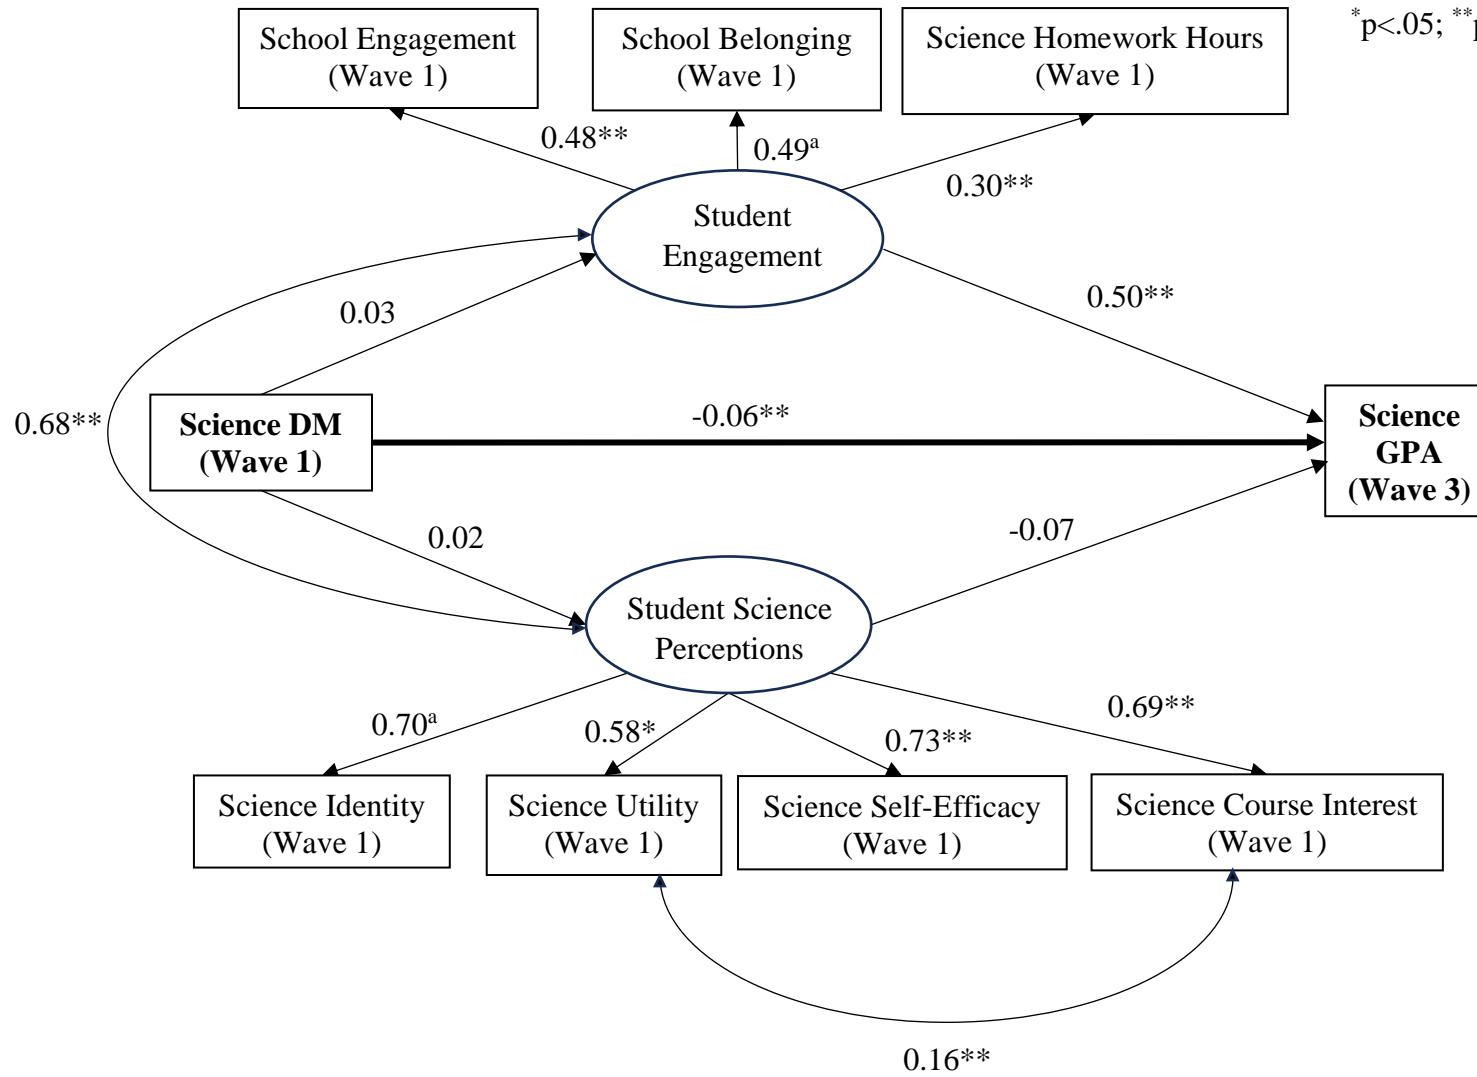 School Engagement
(Wave 1)
School Belonging
(Wave 1)
Science Homework Hours
(Wave 1)
*p<.05; **p
0.48**
0.49ᵃ
0.30**
Student
Engagement
0.03
0.50**
0.68**
Science DM
(Wave 1)
-0.06**
Science
GPA
(Wave 3)
0.02
-0.07
Student Science
Perceptions
0.70ᵃ
0.58*
0.73**
0.69**
Science Identity
(Wave 1)
Science Utility
(Wave 1)
Science Self-Efficacy
(Wave 1)
Science Course Interest
(Wave 1)
0.16**